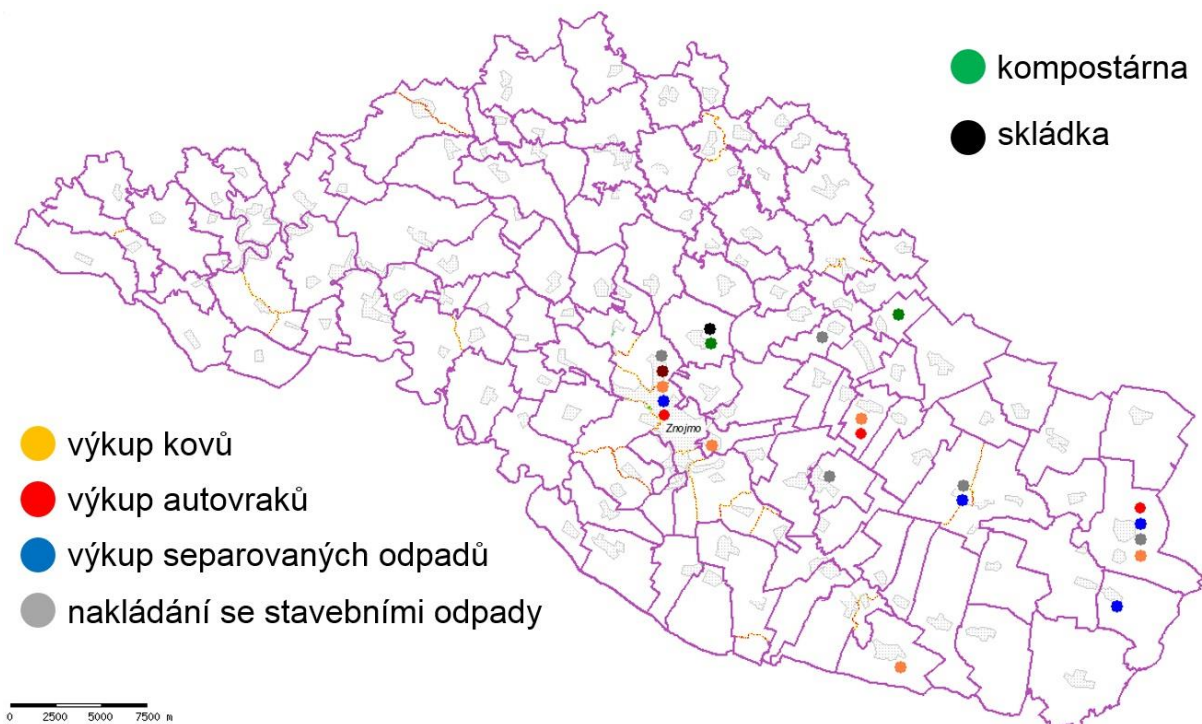 kompostárna
skládka
Znojmo
výkup kovů
výkup autovraků
výkup separovaných odpadů
nakládání se stavebními odpady
0 2500 5000 7500 m